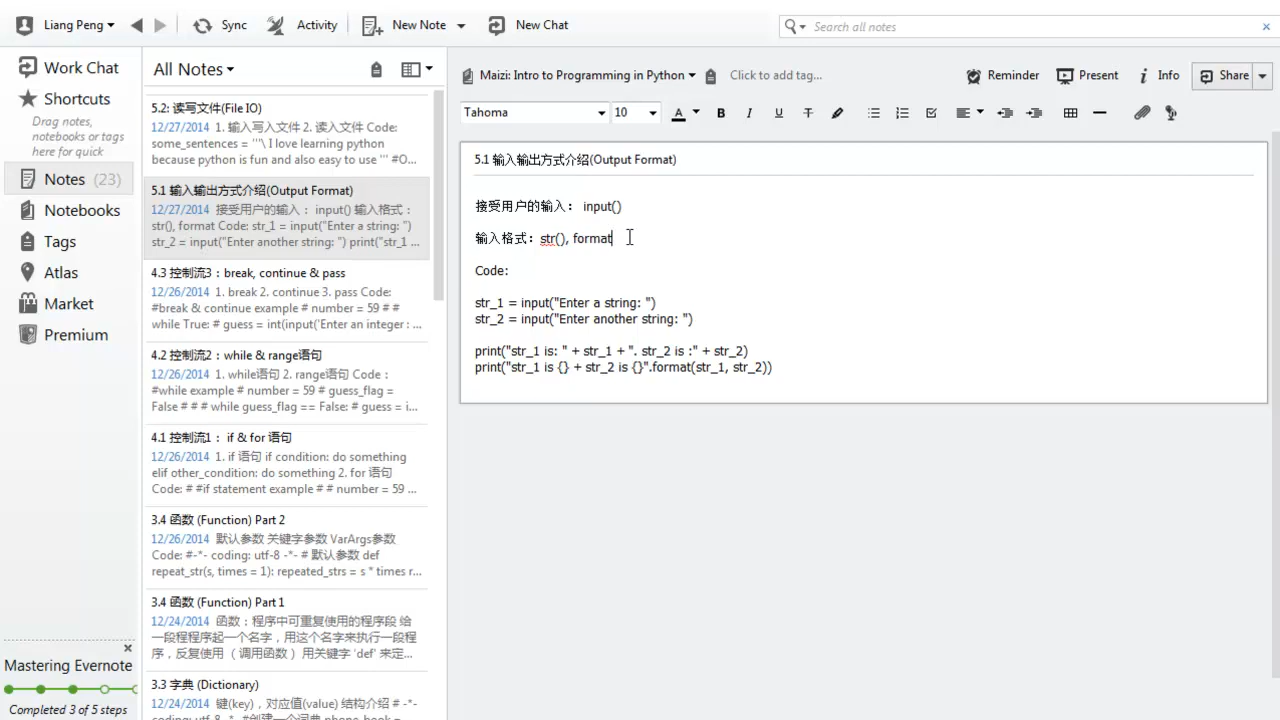 Liang Peng
Sync
Activity
New Note
New Chat
Search all notes
Work Chat
Shortcuts
Drag notes,
notebooks or tags
here for quick
Notes (23)
Notebooks
Tags
Atlas
Market
Premium
Mastering Evernote
Completed 3 of 5 steps
All Notes
5.2: 读写文件(File IO)
12/27/2014 1. 输入写入文件 2. 读入文件 Code:
some_sentences = '''\ I love learning python
because python is fun and also easy to use ''' #O...
5.1 输入输出方式介绍(Output Format)
12/27/2014 接受用户的输入： input() 输入格式：
str(), format Code: str_1 = input("Enter a string: ")
str_2 = input("Enter another string: ") print("str_1 ...
4.3 控制流3：break, continue & pass
12/26/2014 1. break 2. continue 3. pass Code:
#break & continue example # number = 59 # #
while True: # guess = int(input('Enter an integer : ...
4.2 控制流2：while & range语句
12/26/2014 1. while语句 2. range语句 Code :
#while example # number = 59 # guess_flag =
False # # # while guess_flag == False: # guess = i...
4.1 控制流1： if & for 语句
12/26/2014 1. if 语句 if condition: do something
elif other_condition: do something 2. for 语句
Code: # #if statement example # # number = 59 ...
3.4 函数 (Function) Part 2
12/26/2014 默认参数 关键字参数 VarArgs参数
Code: #-*- coding: utf-8 -*- # 默认参数 def
repeat_str(s, times = 1): repeated_strs = s * times r...
3.4 函数 (Function) Part 1
12/24/2014 函数：程序中可重复使用的程序段 给
一段程程序起一个名字，用这个名字来执行一段程
序，反复使用 （调用函数）用关键字 'def' 来定...
3.3 字典 (Dictionary)
12/24/2014 键(key)，对应值(value) 结构介绍 # -*-
Maizi: Intro to Programming in Python
Click to add tag...
Reminder
Present
Info
Share
Tahoma
10
5.1 输入输出方式介绍(Output Format)
接受用户的输入： input()
输入格式：str(), format
Code:
str_1 = input("Enter a string: ")
str_2 = input("Enter another string: ")
print("str_1 is: " + str_1 + ". str_2 is :" + str_2)
print("str_1 is {} + str_2 is {}".format(str_1, str_2))